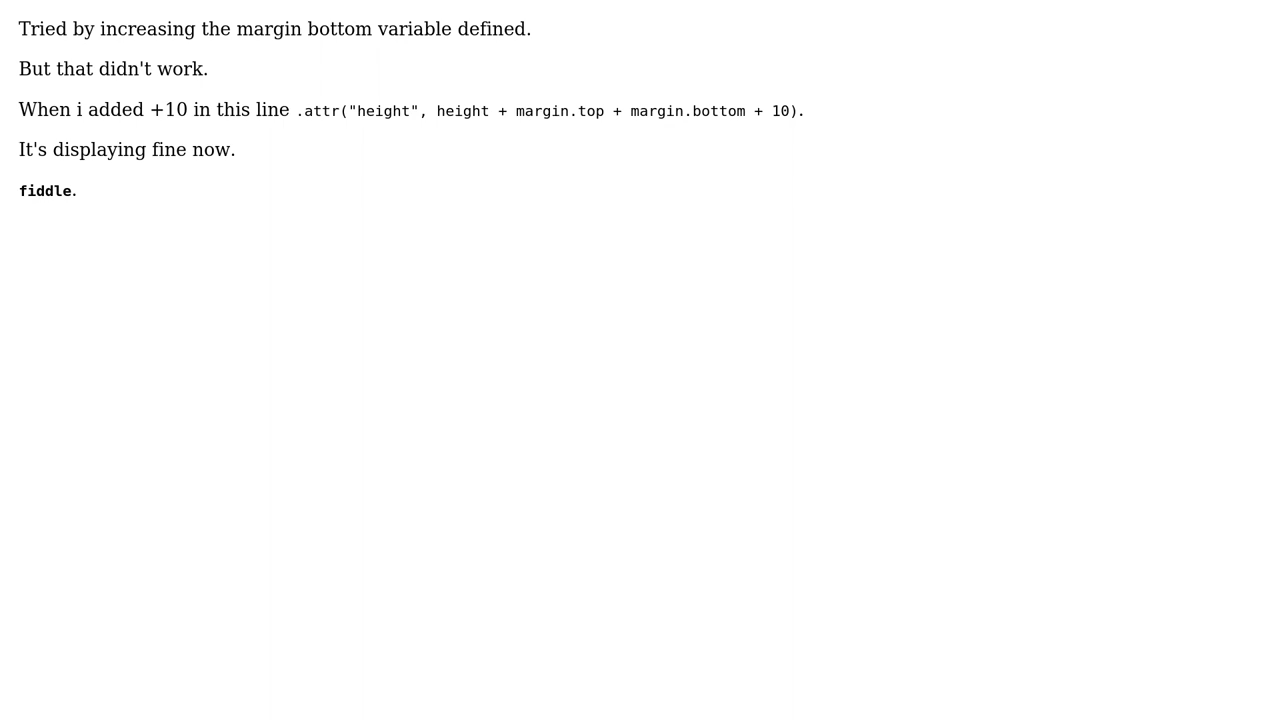 Tried by increasing the margin bottom variable defined.
But that didn't work.
When i added +10 in this line .attr("height", height + margin.top + margin.bottom + 10).
It's displaying fine now.
fiddle.